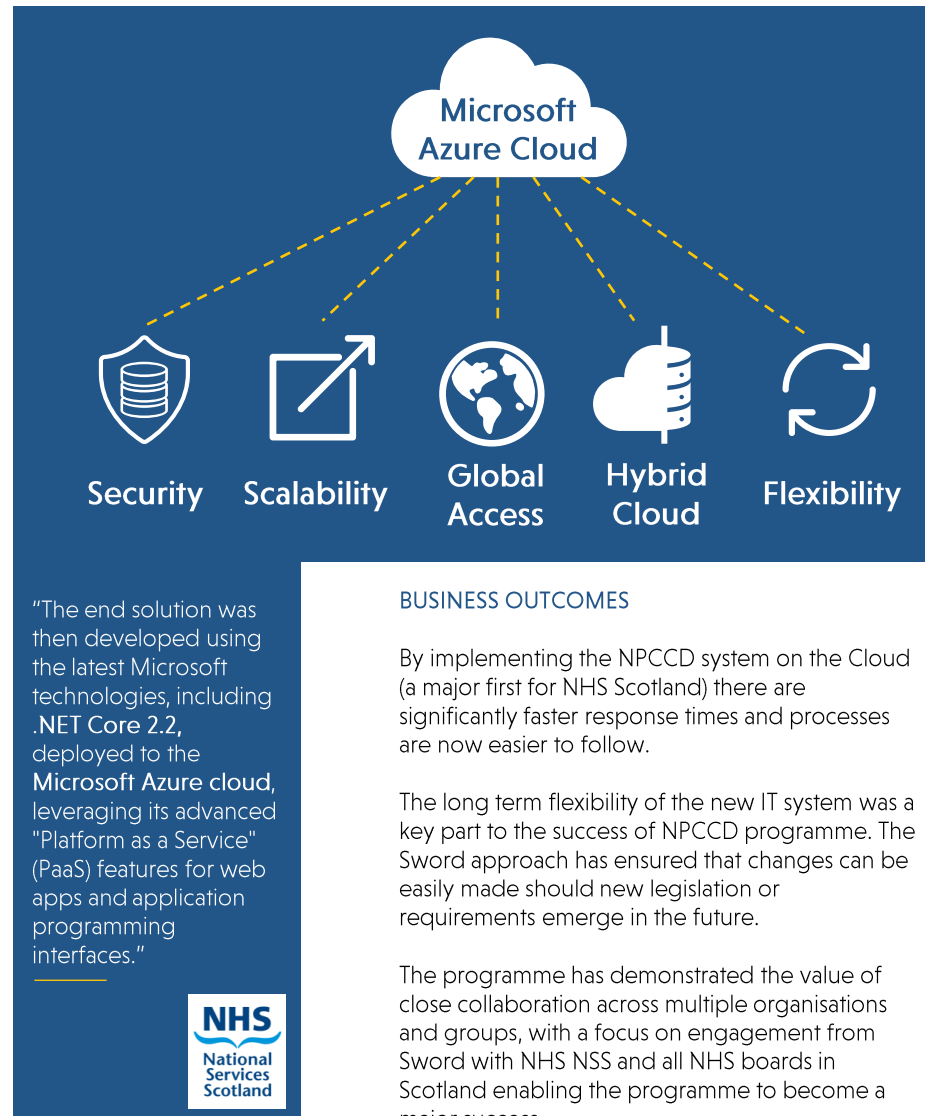 Microsoft
Azure Cloud
Security
Scalability
Global
Access
Hybrid
Cloud
Flexibility
"The end solution was
then developed using
the latest Microsoft
technologies, including
.NET Core 2.2,
deployed to the
Microsoft Azure cloud,
leveraging its advanced
"Platform as a Service"
(PaaS) features for web
apps and application
programming
interfaces."
NHS
National
Services
Scotland
BUSINESS OUTCOMES
By implementing the NPCCD system on the Cloud
(a major first for NHS Scotland) there are
significantly faster response times and processes
are now easier to follow.
The long term flexibility of the new IT system was a
key part to the success of NPCCD programme. The
Sword approach has ensured that changes can be
easily made should new legislation or
requirements emerge in the future.
The programme has demonstrated the value of
close collaboration across multiple organisations
and groups, with a focus on engagement from
Sword with NHS NSS and all NHS boards in
Scotland enabling the programme to become a